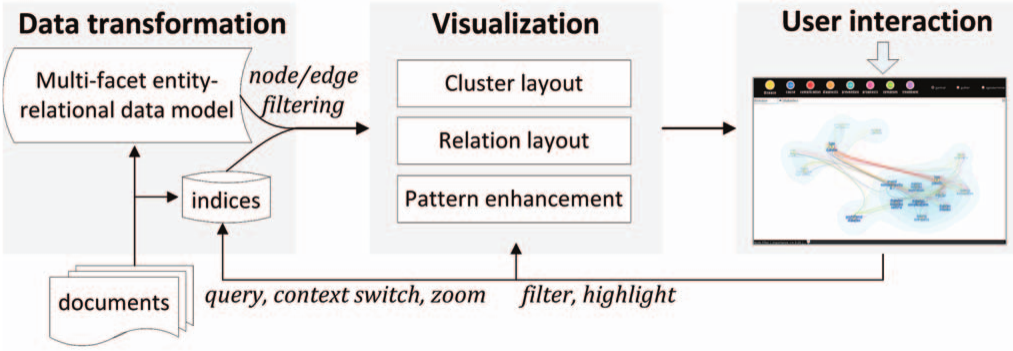 Data transformation
Multi-facet entity-
relational data model
node/edge
filtering
indices
documents
Visualization
Cluster layout
Relation layout
Pattern enhancement
User interaction
query, context switch, zoom
filter, highlight